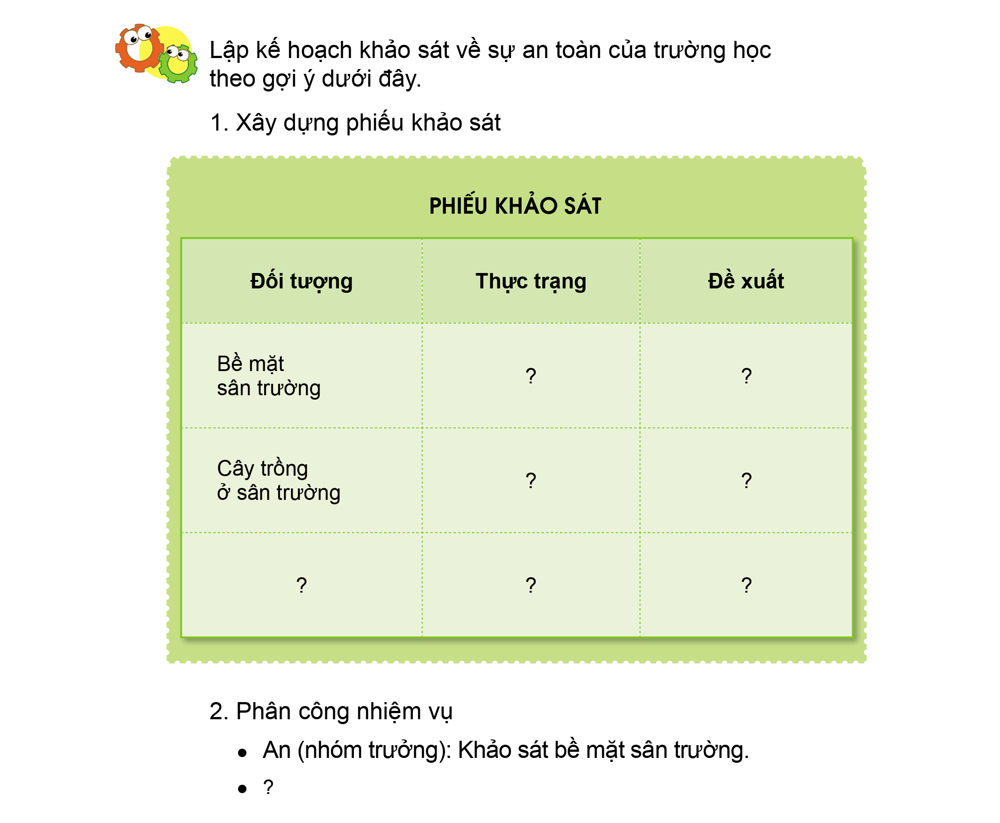 Lập kế hoạch khảo sát về sự an toàn của trường học
theo gợi ý dưới đây.
1. Xây dựng phiếu khảo sát
PHIẾU KHẢO SÁT
Đối tượng Thực trạng Đề xuất
Bề mặt
sân trường
? ?
Cây trồng
ở sân trường
? ?
? ? ?
2. Phân công nhiệm vụ
● An (nhóm trưởng): Khảo sát bề mặt sân trường.
● ?